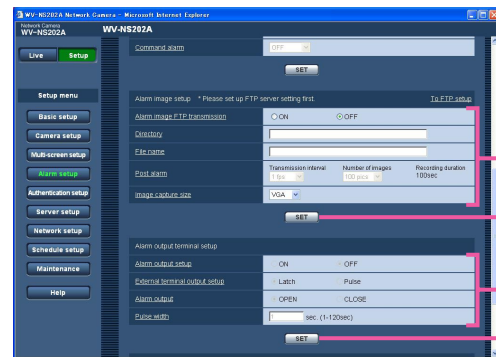 WV-NS202A Network Camera - Microsoft Internet Explorer
Network Camera
WV-NS202A
WV-NS202A
Live
Setup
Command alarm
OFF
SET
Setup menu
Alarm image setup * Please set up FTP server setting first.
To FTP setup
Basic setup
Alarm image FTP transmission
ON
OFF
Camera setup
Directory
Multi-screen setup
File name
Alarm setup
Post alarm
Transmission interval
Number of images
Recording duration
1 fps
100 pics
100sec
Authentication setup
Image capture size
VGA
Server setup
SET
Network setup
Alarm output terminal setup
Schedule setup
Alarm output setup
ON
OFF
Maintenance
External terminal output setup
Latch
Pulse
Help
Alarm output
OPEN
CLOSE
Pulse width
1
sec. (1-120sec)
SET